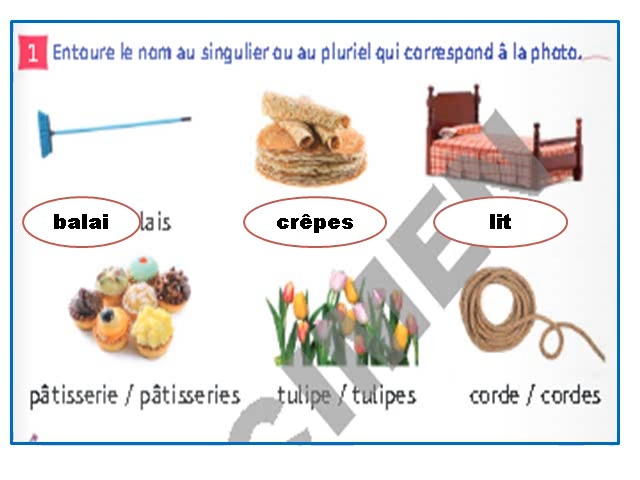 1 Entoure le nom au singulier ou au pluriel qui correspond à la photo.
balai lais crêpes lit
pâtisserie / pâtisseries tulipe / tulipes corde / cordes
CIMEN